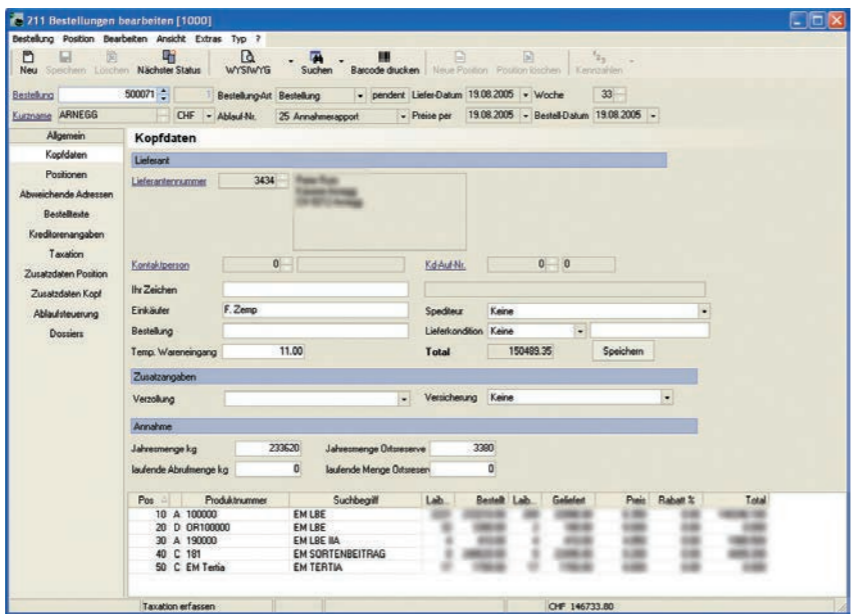 211 Bestellungen bearbeiten [1000]
Bestellung Position Bearbeiten Ansicht Extras Typ ?
Neu Speichern Löschen Nächster Status WYSIWYG Suchen Barcode drucken Neue Position Position löschen Kennzahlen
Bestellung 500071 1 Bestellung-Art Bestellung pendent Liefer-Datum 19.08.2005 Woche 33
Kurzname ARNEGG CHF Ablauf-Nr. 25 Annahmerapport Preise per 19.08.2005 Bestell-Datum 19.08.2005
Allgemein
Kopfdaten
Positionen
Abweichende Adressen
Bestelltexte
Kreditorenangaben
Taxation
Zusatzdaten Position
Zusatzdaten Kopf
Ablaufsteuerung
Dossiers
Kopfdaten
Lieferant
Lieferantennummer 3434
Kontaktperson 0 Kd-Auf-Nr. 0 0
Ihr Zeichen
Einkäufer F. Zemp Spediteur Keine
Bestellung Lieferkondition Keine
Temp. Wareneingang 11.00 Total 150489.35 Speichern
Zusatzangaben
Verzollung Versicherung Keine
Annahme
Jahresmenge kg 233620 Jahresmenge Ortsreserve 3380
laufende Abrufmenge kg 0 laufende Menge Ortsreserv 0
Pos Produktnummer Suchbegriff Laib... Bestellt Laib... Geliefert Preis Rabatt % Total
10 A 100000 EM LBE
20 D OR100000 EM LBE
30 A 190000 EM LBE IIA
40 C 181 EM SORTENBEITRAG
50 C EM Tertia EM TERTIA
Taxation erfassen CHF 146733.80